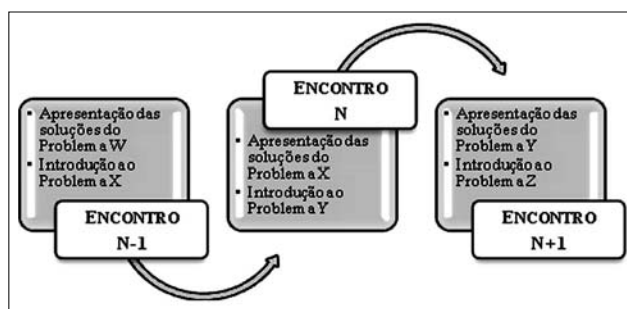 ▪ Apresentação das
soluções do
Problema W
▪ Introdução ao
Problema X
ENCONTRO
N-1
ENCONTRO
N
▪ Apresentação das
soluções do
Problema X
▪ Introdução ao
Problema Y
▪ Apresentação das
soluções do
Problema Y
▪ Introdução ao
Problema Z
ENCONTRO
N+1